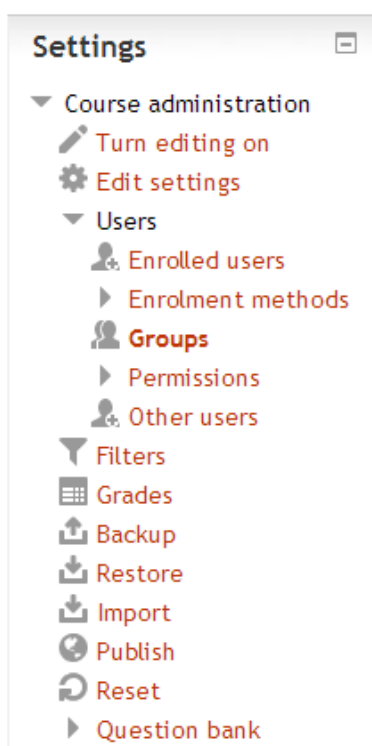 Settings
Course administration
Turn editing on
Edit settings
Users
Enrolled users
Enrolment methods
Groups
Permissions
Other users
Filters
Grades
Backup
Restore
Import
Publish
Reset
Question bank